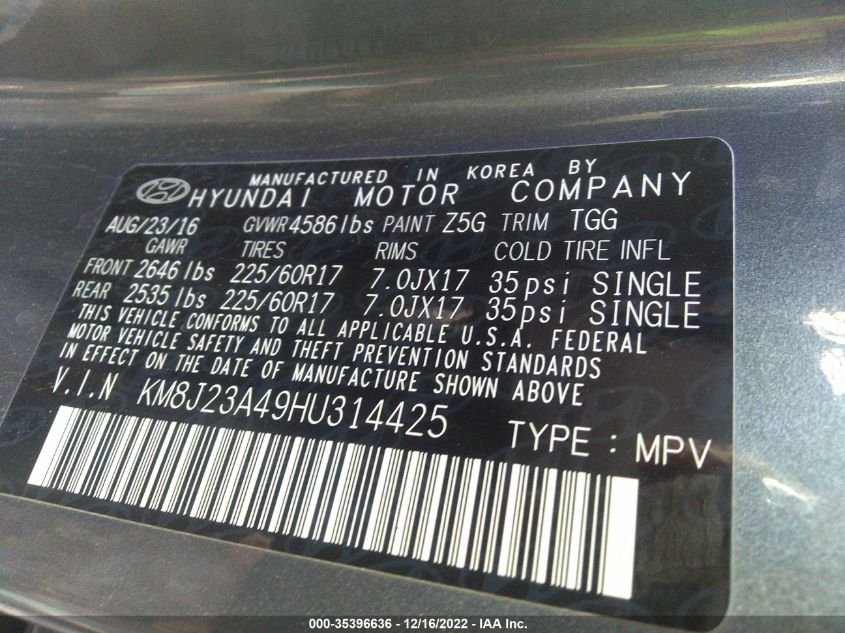 MANUFACTURED IN KOREA BY
HYUNDAI MOTOR COMPANY
AUG/23/16 GVWR 4586lbs PAINT Z5G TRIM TGG
GAWR TIRES RIMS COLD TIRE INFL
FRONT 2646 lbs 225/60R17 7.0JX17 35psi SINGLE
REAR 2535 lbs 225/60R17 7.0JX17 35psi SINGLE
THIS VEHICLE CONFORMS TO ALL APPLICABLE U.S.A. FEDERAL
MOTOR VEHICLE SAFETY AND THEFT PREVENTION STANDARDS
IN EFFECT ON THE DATE OF MANUFACTURE SHOWN ABOVE
V.I.N KM8J23A49HU314425
TYPE : MPV
000-35396636 - 12/16/2022 - IAA Inc.